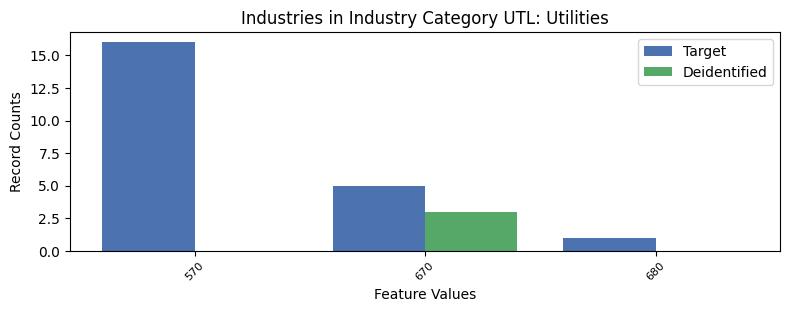 Industries in Industry Category UTL: Utilities
Target
Deidentified
Record Counts
15.0
12.5
10.0
7.5
5.0
2.5
0.0
570
670
680
Feature Values